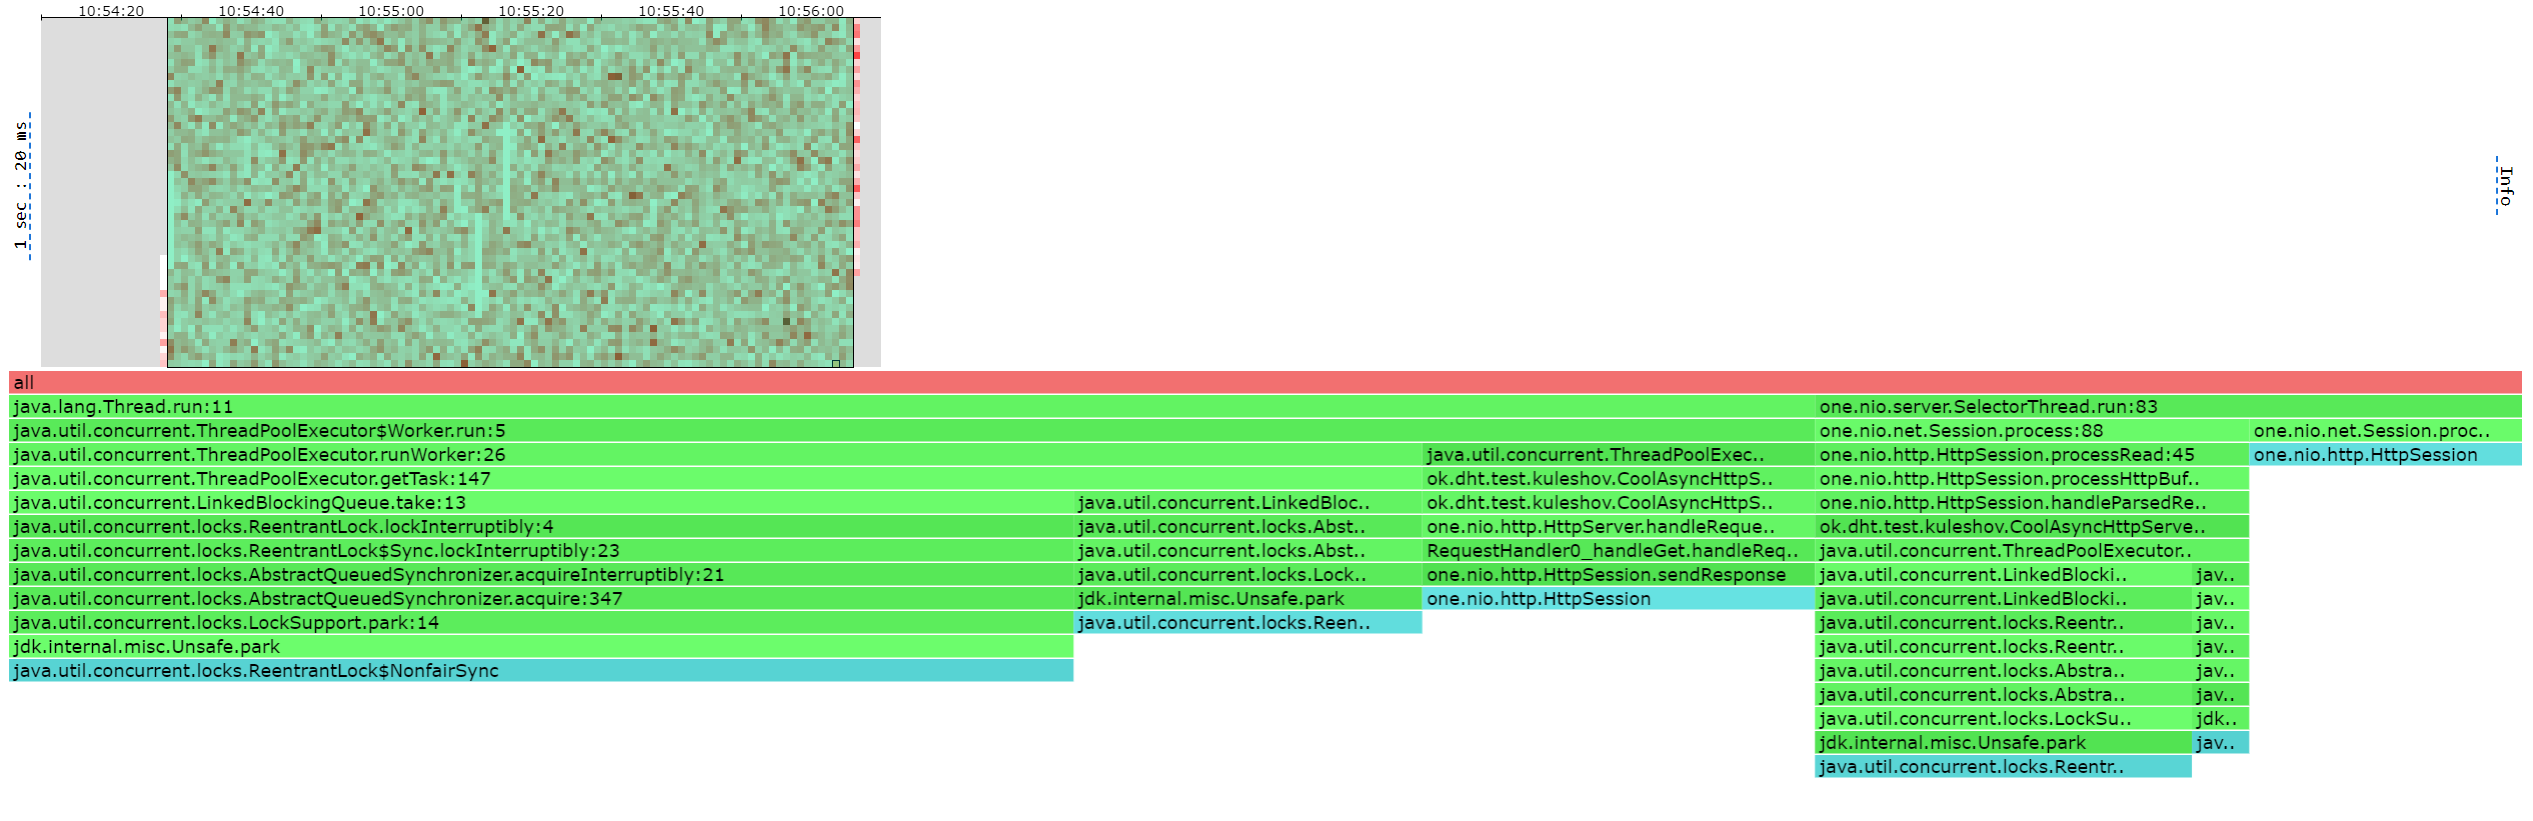 10:54:20 10:54:40 10:55:00 10:55:20 10:55:40 10:56:00
1 sec : 20 ms
Info
all
java.lang.Thread.run:11 one.nio.server.SelectorThread.run:83
java.util.concurrent.ThreadPoolExecutor$Worker.run:5 one.nio.net.Session.process:88 one.nio.net.Session.proc..
java.util.concurrent.ThreadPoolExecutor.runWorker:26 java.util.concurrent.ThreadPoolExec.. one.nio.http.HttpSession.processRead:45 one.nio.http.HttpSession
java.util.concurrent.ThreadPoolExecutor.getTask:147 ok.dht.test.kuleshov.CoolAsyncHttpS.. one.nio.http.HttpSession.processHttpBuf..
java.util.concurrent.LinkedBlockingQueue.take:13 java.util.concurrent.LinkedBloc.. ok.dht.test.kuleshov.CoolAsyncHttpS.. one.nio.http.HttpSession.handleParsedRe..
java.util.concurrent.locks.ReentrantLock.lockInterruptibly:4 java.util.concurrent.locks.Abst.. one.nio.http.HttpServer.handleReque.. ok.dht.test.kuleshov.CoolAsyncHttpServe..
java.util.concurrent.locks.ReentrantLock$Sync.lockInterruptibly:23 java.util.concurrent.locks.Abst.. RequestHandler0_handleGet.handleReq.. java.util.concurrent.ThreadPoolExecutor..
java.util.concurrent.locks.AbstractQueuedSynchronizer.acquireInterruptibly:21 java.util.concurrent.locks.Lock.. one.nio.http.HttpSession.sendResponse java.util.concurrent.LinkedBlocki.. jav..
java.util.concurrent.locks.AbstractQueuedSynchronizer.acquire:347 jdk.internal.misc.Unsafe.park one.nio.http.HttpSession java.util.concurrent.LinkedBlocki.. jav..
java.util.concurrent.locks.LockSupport.park:14 java.util.concurrent.locks.Reen.. java.util.concurrent.locks.Reentr.. jav..
jdk.internal.misc.Unsafe.park java.util.concurrent.locks.Reentr.. jav..
java.util.concurrent.locks.ReentrantLock$NonfairSync java.util.concurrent.locks.Abstra.. jav..
java.util.concurrent.locks.Abstra.. jav..
java.util.concurrent.locks.LockSu.. jdk..
jdk.internal.misc.Unsafe.park jav..
java.util.concurrent.locks.Reentr..